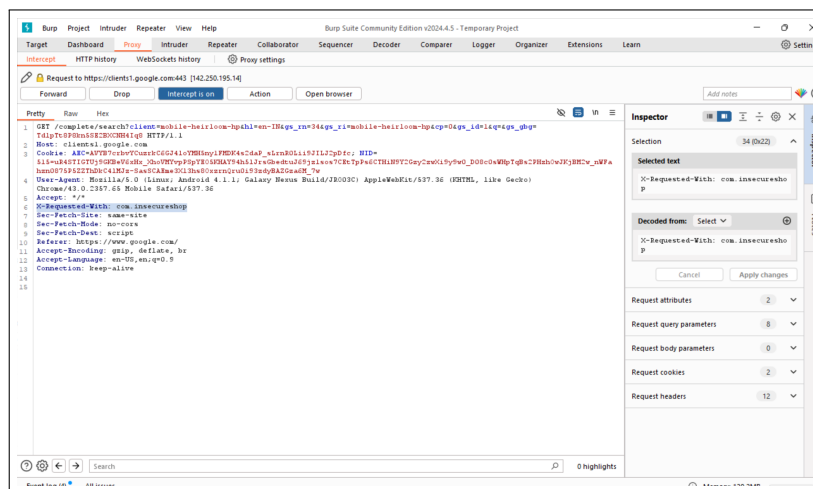 Burp Project Intruder Repeater View Help Burp Suite Community Edition v2024.4.5 - Temporary Project
Target Dashboard Proxy Intruder Repeater Collaborator Sequencer Decoder Comparer Logger Organizer Extensions Learn
Intercept HTTP history WebSockets history Proxy settings
Request to https://clients1.google.com:443 [142.250.195.14]
Forward Drop Intercept is on Action Open browser Add notes
Pretty Raw Hex \n
1 GET /complete/search?client=mobile-heirloom-hp&hl=en-IN&gs_rn=34&gs_ri=mobile-heirloom-hp&cp=0&gs_id=1&q=&gs_gbg=
HTTP/1.1
2 Host: clients1.google.com
3 Cookie: NID=
4 User-Agent: Mozilla/5.0 (Linux; Android 4.1.1; Galaxy Nexus Build/JRO03C) AppleWebKit/537.36 (KHTML, like Gecko)
Chrome/43.0.2357.65 Mobile Safari/537.36
5 Accept: */*
6 X-Requested-With: com.insecureshop
7 Sec-Fetch-Site: same-site
8 Sec-Fetch-Mode: no-cors
9 Sec-Fetch-Dest: script
10 Referer: https://www.google.com/
11 Accept-Encoding: gzip, deflate, br
12 Accept-Language: en-US,en;q=0.9
13 Connection: keep-alive
14
15
Inspector
Selection 34 (0x22)
Selected text
X-Requested-With: com.insecuresho
p
Decoded from: Select
X-Requested-With: com.insecuresho
p
Cancel Apply changes
Request attributes 2
Request query parameters 8
Request body parameters 0
Request cookies 2
Request headers 12
Search 0 highlights